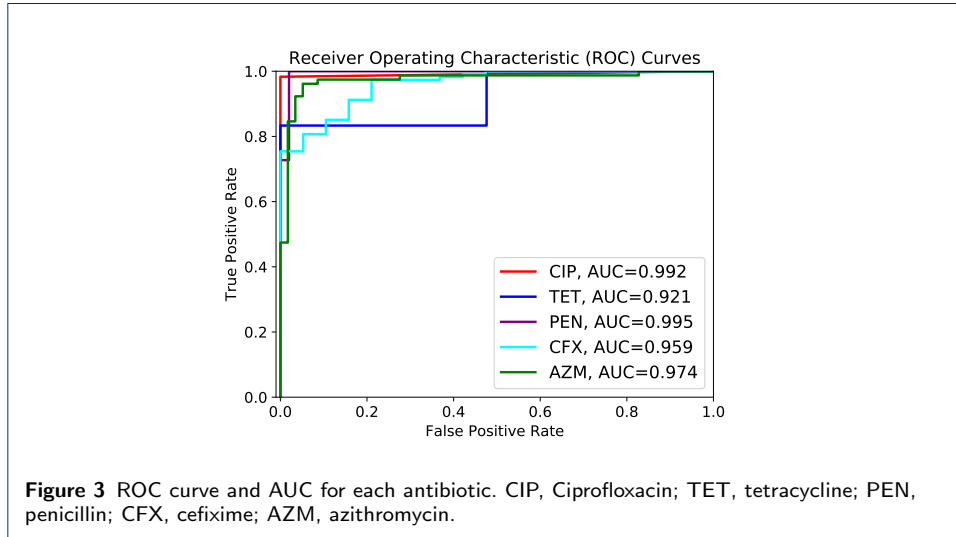 Receiver Operating Characteristic (ROC) Curves
1.0
0.8
0.6
0.4
0.2
0.0
True Positive Rate
CIP, AUC=0.992
TET, AUC=0.921
PEN, AUC=0.995
CFX, AUC=0.959
AZM, AUC=0.974
0.0 0.2 0.4 0.6 0.8 1.0
False Positive Rate
Figure 3 ROC curve and AUC for each antibiotic. CIP, Ciprofloxacin; TET, tetracycline; PEN,
penicillin; CFX, cefixime; AZM, azithromycin.